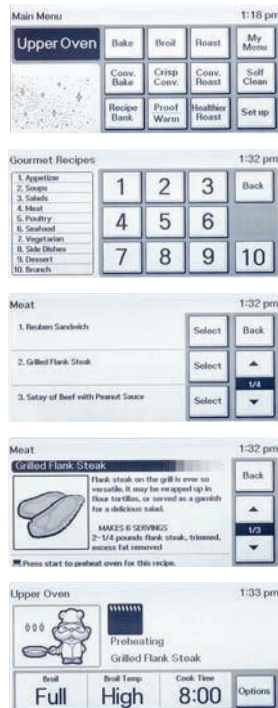 Main Menu 1:18 pm
Upper Oven Bake Broil Roast My Menu
Conv. Bake Crisp Conv. Conv. Roast Self Clean
Recipe Bank Proof Warm Healthier Roast Set up
Gourmet Recipes 1:32 pm
1. Appetizer
2. Soups
3. Salads
4. Meat
5. Poultry
6. Seafood
7. Vegetarian
8. Side Dishes
9. Dessert
10. Brunch
1 2 3 Back
4 5 6
7 8 9 10
Meat 1:32 pm
1. Reuben Sandwich Select Back
2. Grilled Flank Steak Select
1/4
3. Satay of Beef with Peanut Sauce Select
Meat 1:32 pm
Grilled Flank Steak Back
Flank steak on the grill is ever so
versatile. It may be wrapped up in
flour tortillas, or served as a garnish
for a delicious salad.
1/3
MAKES 6 SERVINGS
2-1/4 pounds flank steak, trimmed,
excess fat removed
Press start to preheat oven for this recipe.
Upper Oven 1:33 pm
Preheating
Grilled Flank Steak
Broil Broil Temp Cook Time
Full High 8:00 Options